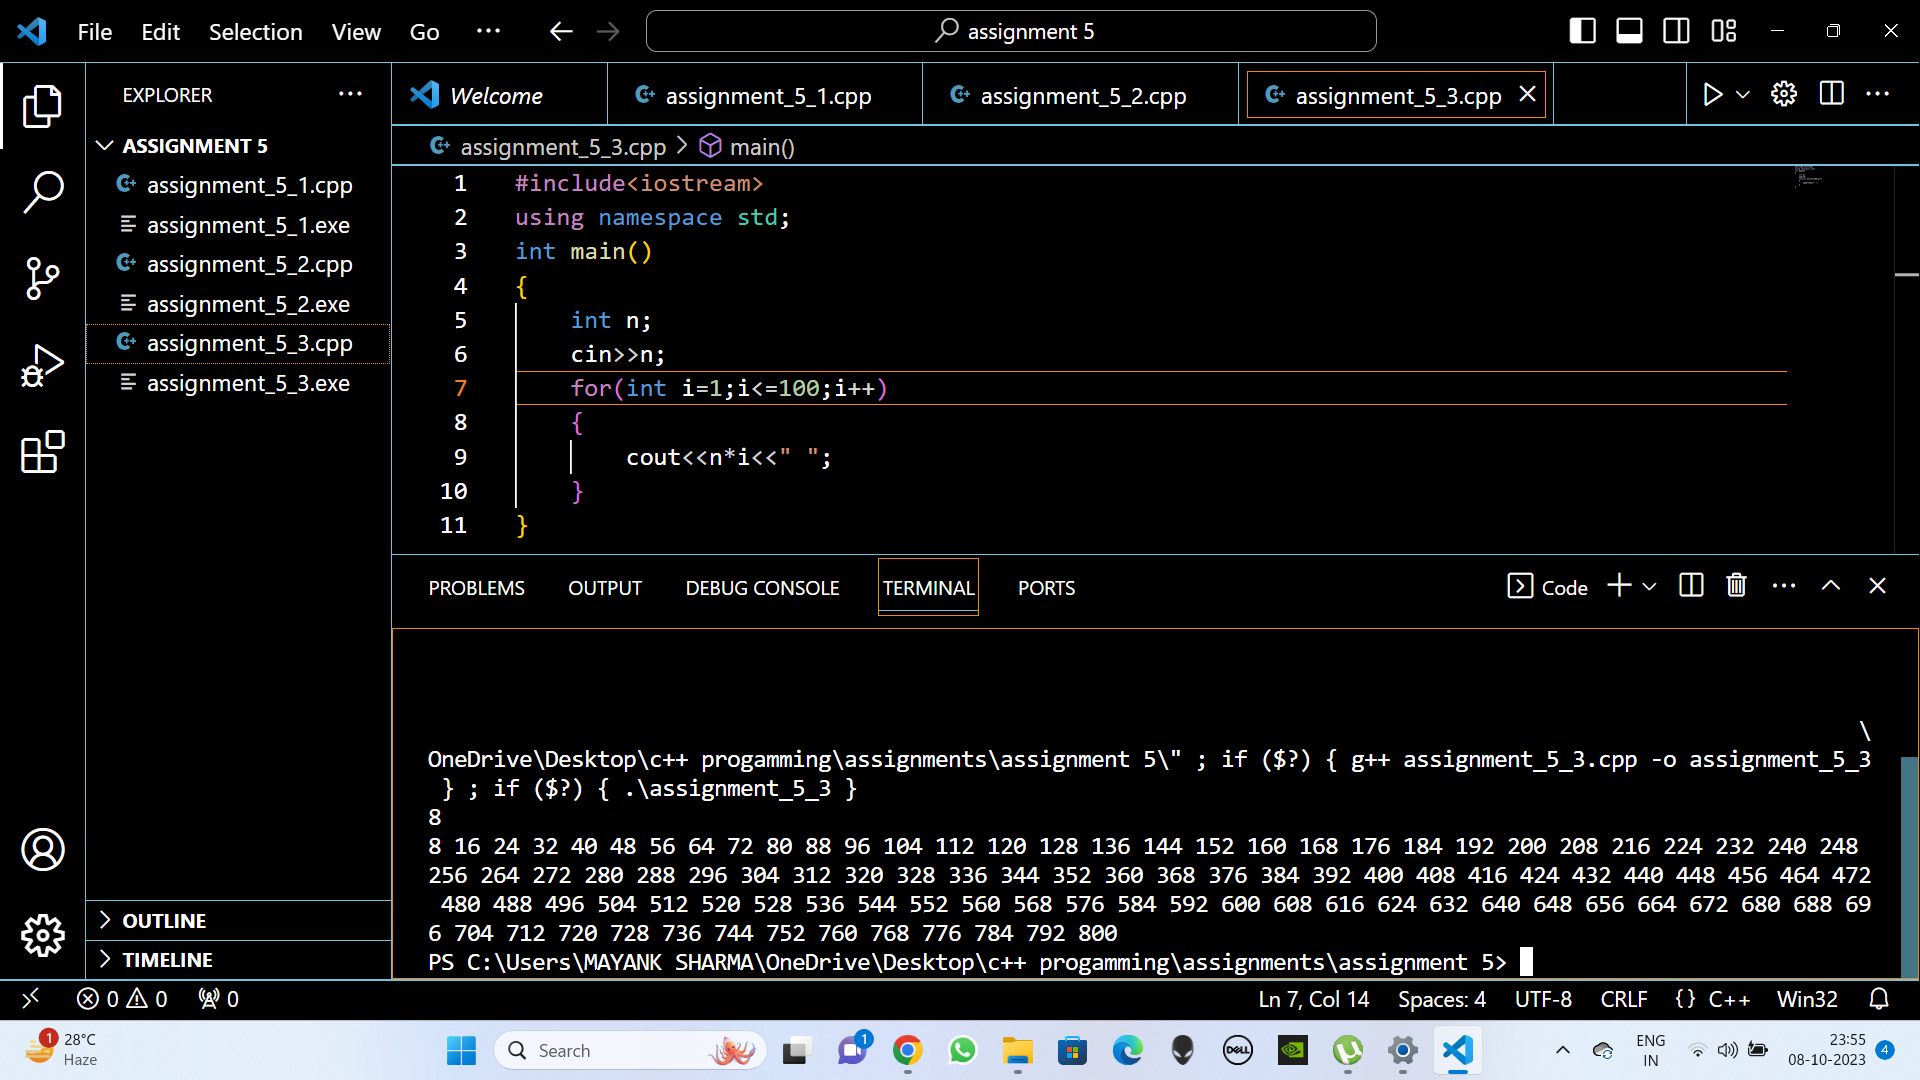 File Edit Selection View Go ··· assignment 5
EXPLORER ···
Welcome assignment_5_1.cpp assignment_5_2.cpp assignment_5_3.cpp
ASSIGNMENT 5
assignment_5_1.cpp
assignment_5_1.exe
assignment_5_2.cpp
assignment_5_2.exe
assignment_5_3.cpp
assignment_5_3.exe
OUTLINE
TIMELINE
assignment_5_3.cpp > main()
1 #include<iostream>
2 using namespace std;
3 int main()
4 {
5 int n;
6 cin>>n;
7 for(int i=1;i<=100;i++)
8 {
9 cout<<n*i<<" ";
10 }
11 }
PROBLEMS OUTPUT DEBUG CONSOLE TERMINAL PORTS Code
\
OneDrive\Desktop\c++ progamming\assignments\assignment 5\" ; if ($?) { g++ assignment_5_3.cpp -o assignment_5_3
} ; if ($?) { .\assignment_5_3 }
8
8 16 24 32 40 48 56 64 72 80 88 96 104 112 120 128 136 144 152 160 168 176 184 192 200 208 216 224 232 240 248
256 264 272 280 288 296 304 312 320 328 336 344 352 360 368 376 384 392 400 408 416 424 432 440 448 456 464 472
480 488 496 504 512 520 528 536 544 552 560 568 576 584 592 600 608 616 624 632 640 648 656 664 672 680 688 69
6 704 712 720 728 736 744 752 760 768 776 784 792 800
PS C:\Users\MAYANK SHARMA\OneDrive\Desktop\c++ progamming\assignments\assignment 5>
0 0 0 Ln 7, Col 14 Spaces: 4 UTF-8 CRLF {} C++ Win32
1 28°C
Haze
Search
1
DELL
ENG
IN
23:55
08-10-2023
4